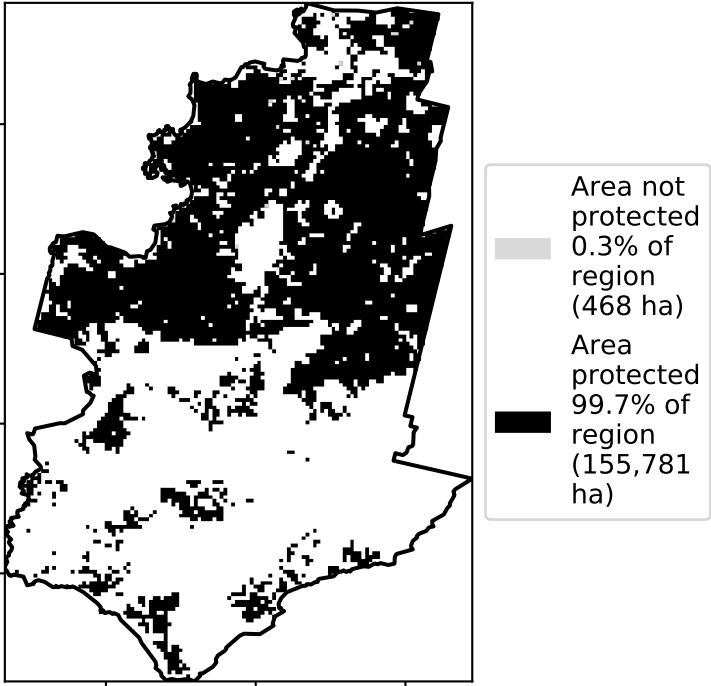 Area not
protected
0.3% of
region
(468 ha)
Area
protected
99.7% of
region
(155,781
ha)